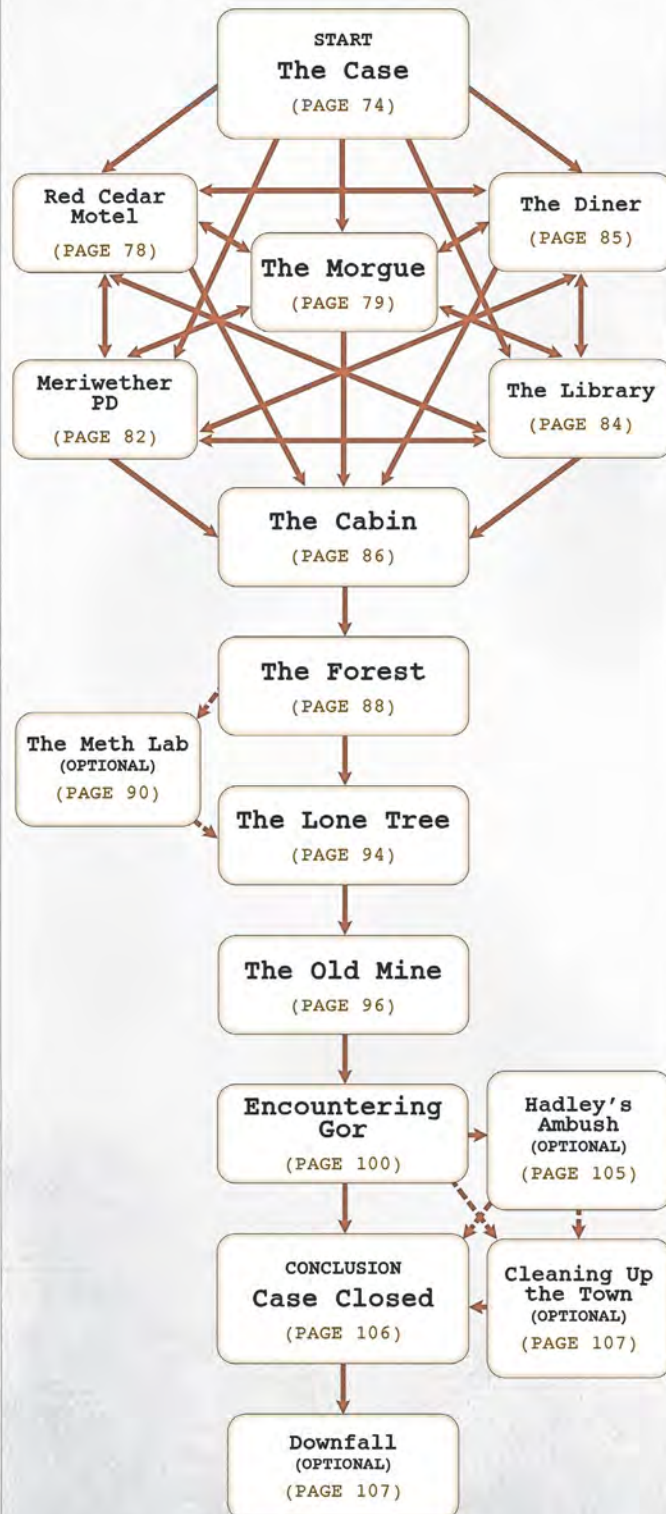 START
The Case
(PAGE 74)
Red Cedar
Motel
(PAGE 78)
The Diner
(PAGE 85)
The Morgue
(PAGE 79)
Meriwether
PD
(PAGE 82)
The Library
(PAGE 84)
The Cabin
(PAGE 86)
The Forest
(PAGE 88)
The Meth Lab
(OPTIONAL)
(PAGE 90)
The Lone Tree
(PAGE 94)
The Old Mine
(PAGE 96)
Encountering
Gor
(PAGE 100)
Hadley's
Ambush
(OPTIONAL)
(PAGE 105)
CONCLUSION
Case Closed
(PAGE 106)
Cleaning Up
the Town
(OPTIONAL)
(PAGE 107)
Downfall
(OPTIONAL)
(PAGE 107)